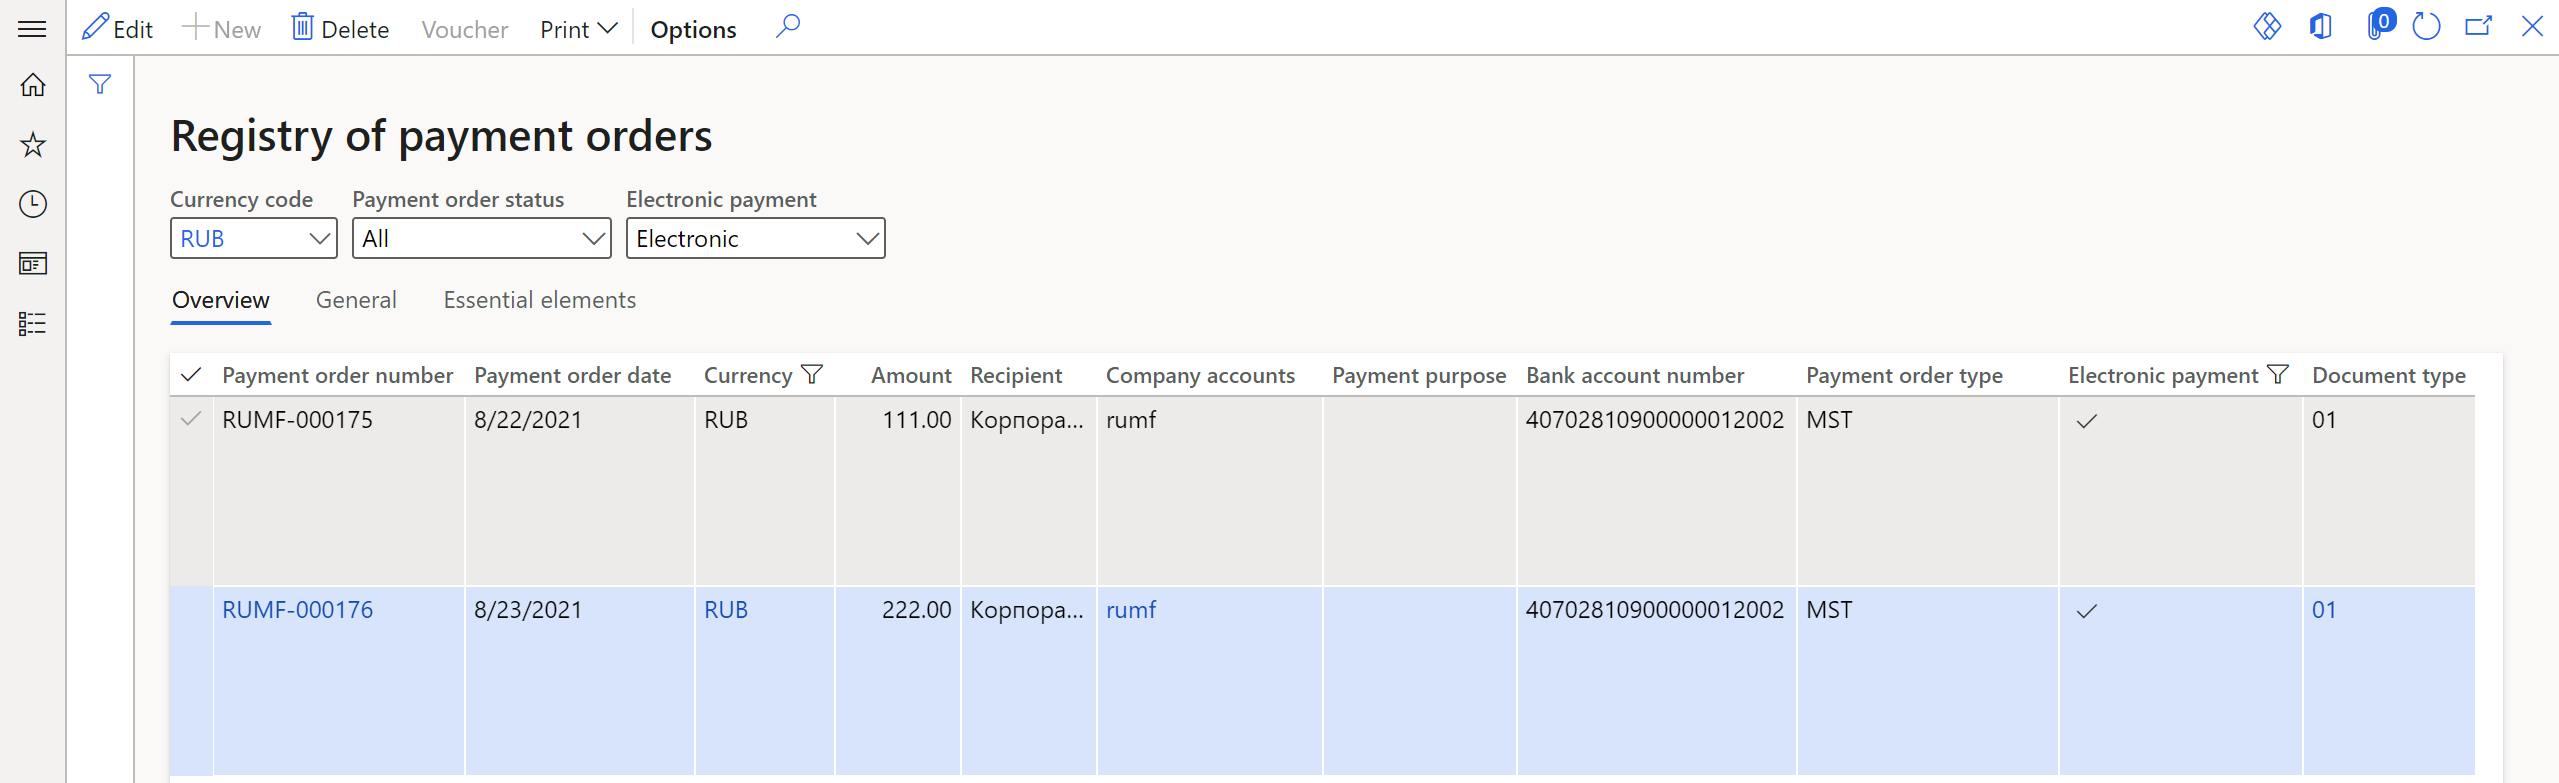 Edit New Delete Voucher Print Options 0
Registry of payment orders
Currency code Payment order status Electronic payment
RUB All Electronic
Overview General Essential elements
Payment order number Payment order date Currency Amount Recipient Company accounts Payment purpose Bank account number Payment order type Electronic payment Document type
RUMF-000175 8/22/2021 RUB 111.00 Корпора... rumf 40702810900000012002 MST 01
RUMF-000176 8/23/2021 RUB 222.00 Корпора... rumf 40702810900000012002 MST 01